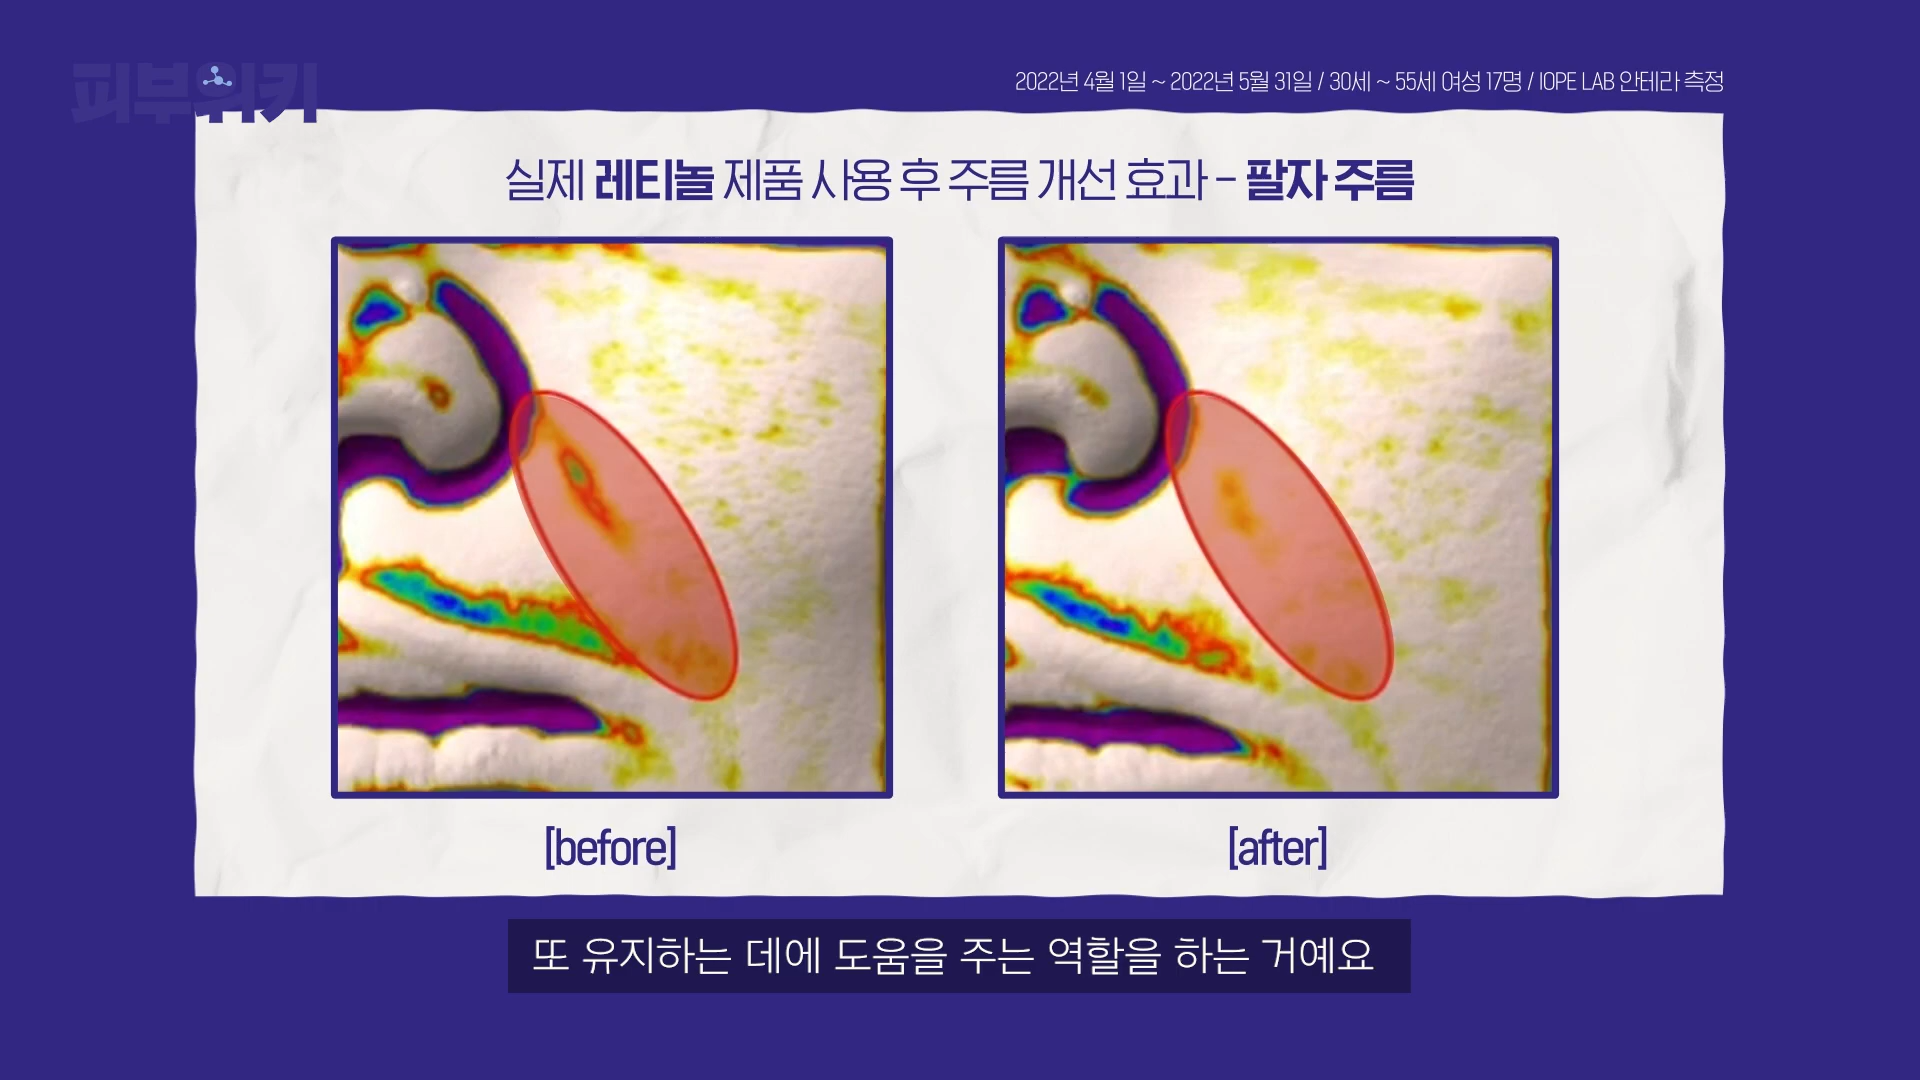 피부위키
2022년 4월 1일 ~ 2022년 5월 31일 / 30세 ~ 55세 여성 17명 / IOPE LAB 안테라 측정
실제 레티놀 제품 사용 후 주름 개선 효과 - 팔자 주름
[before]
[after]
또 유지하는 데에 도움을 주는 역할을 하는 거예요